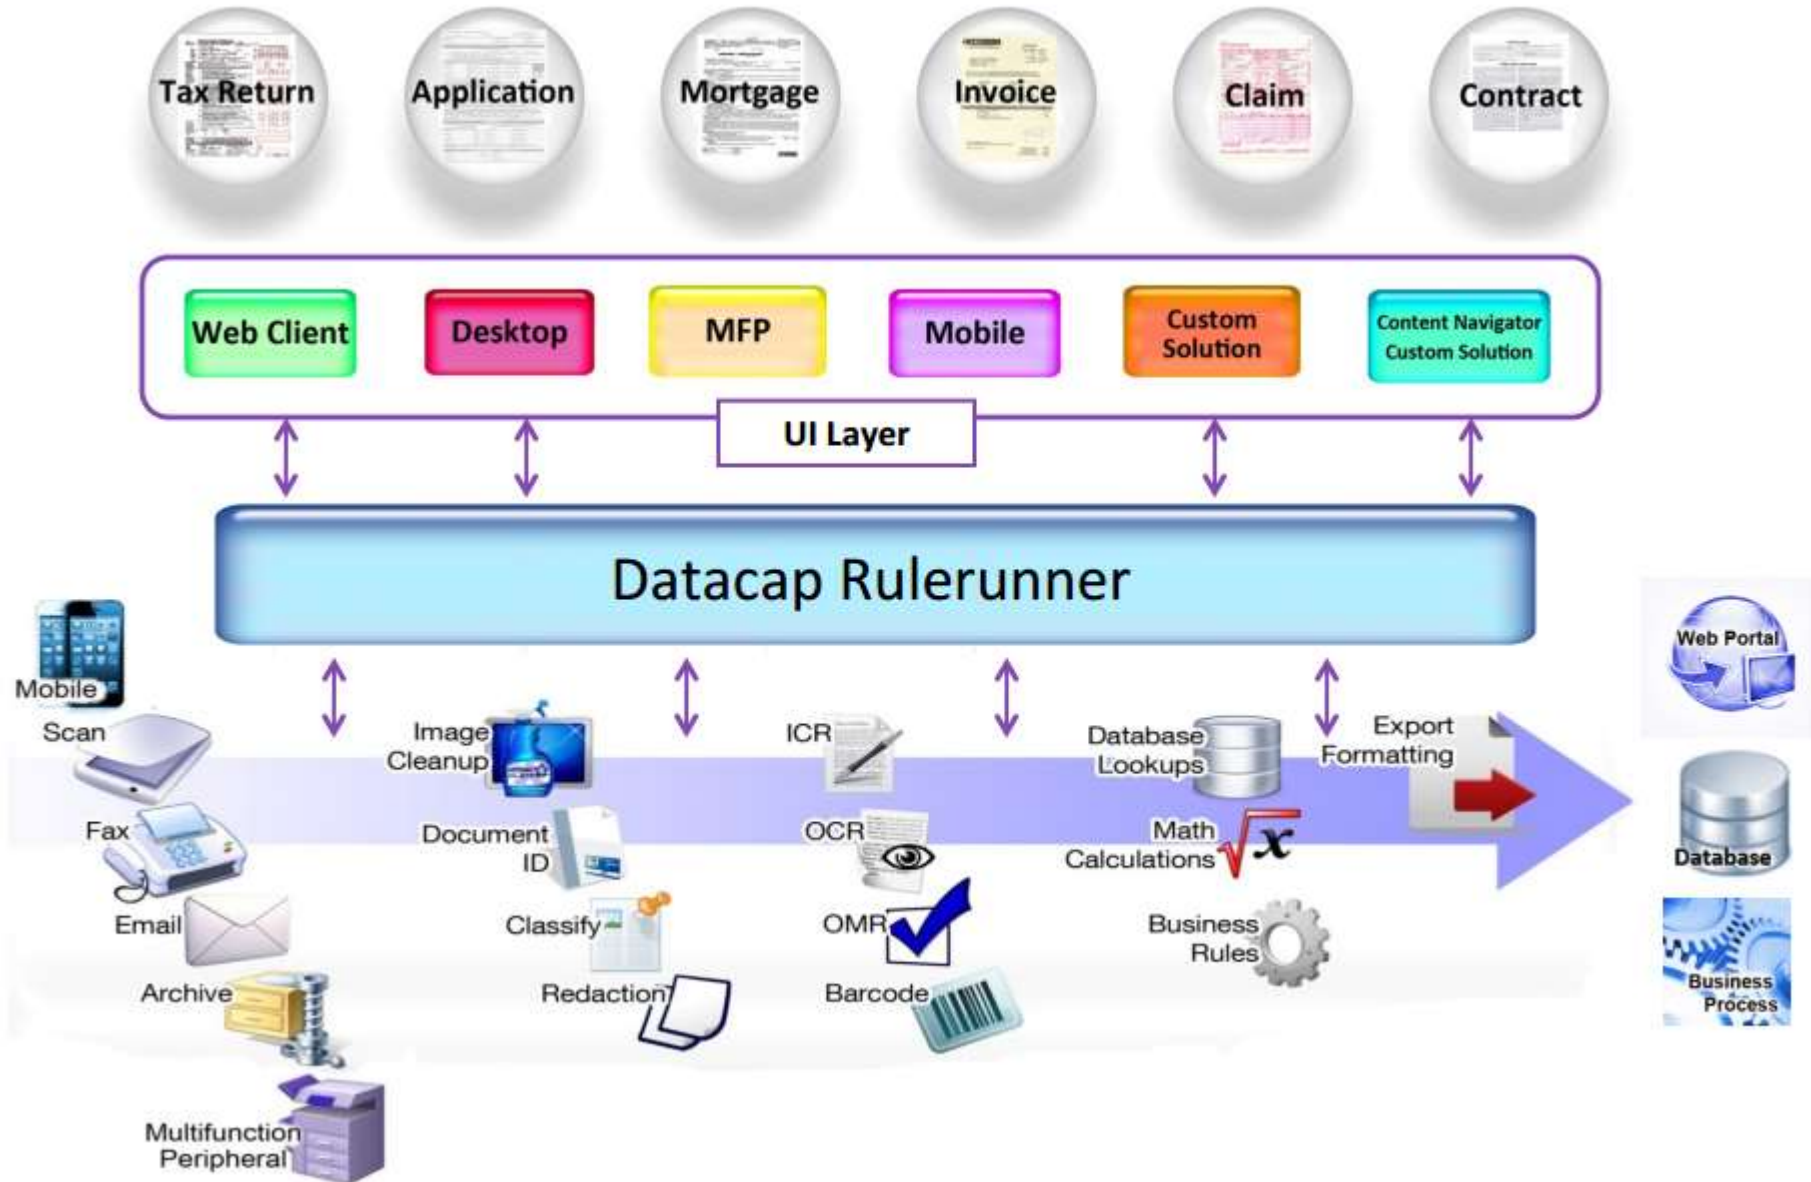 Tax Return
Application
Mortgage
Invoice
Claim
Contract
Web Client
Desktop
MFP
Mobile
Custom
Solution
Content Navigator
Custom Solution
UI Layer
Datacap Rulerunner
Mobile
Scan
Fax
Email
Archive
Multifunction
Peripheral
Image
Cleanup
Document
ID
Classify
Redaction
ICR
OCR
OMR
Barcode
Database
Lookups
Math
Calculations
x
Business
Rules
Export
Formatting
Web Portal
Database
Business
Process